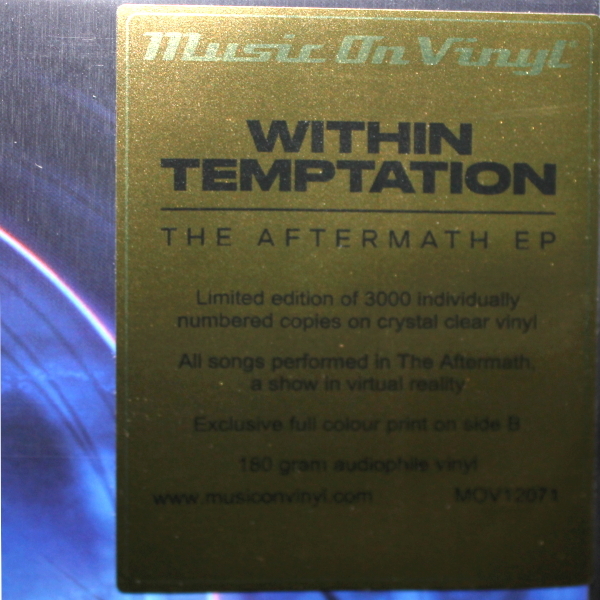 Music On Vinyl
WITHIN
TEMPTATION
THE AFTERMATH EP
Limited edition of 3000 individually
numbered copies on crystal clear vinyl
All songs performed in The Aftermath,
a show in virtual reality
Exclusive full colour print on side B
180 gram audiophile vinyl
www.musiconvinyl.com MOV12071